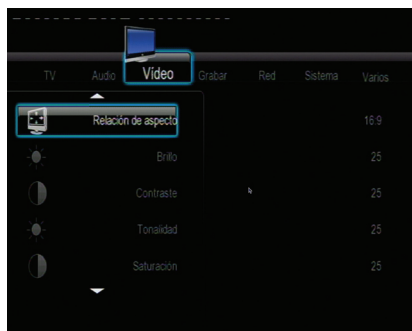 TV Audio Vídeo Grabar Red Sistema Varios
Relación de aspecto 16:9
Brillo 25
Contraste 25
Tonalidad 25
Saturación 25